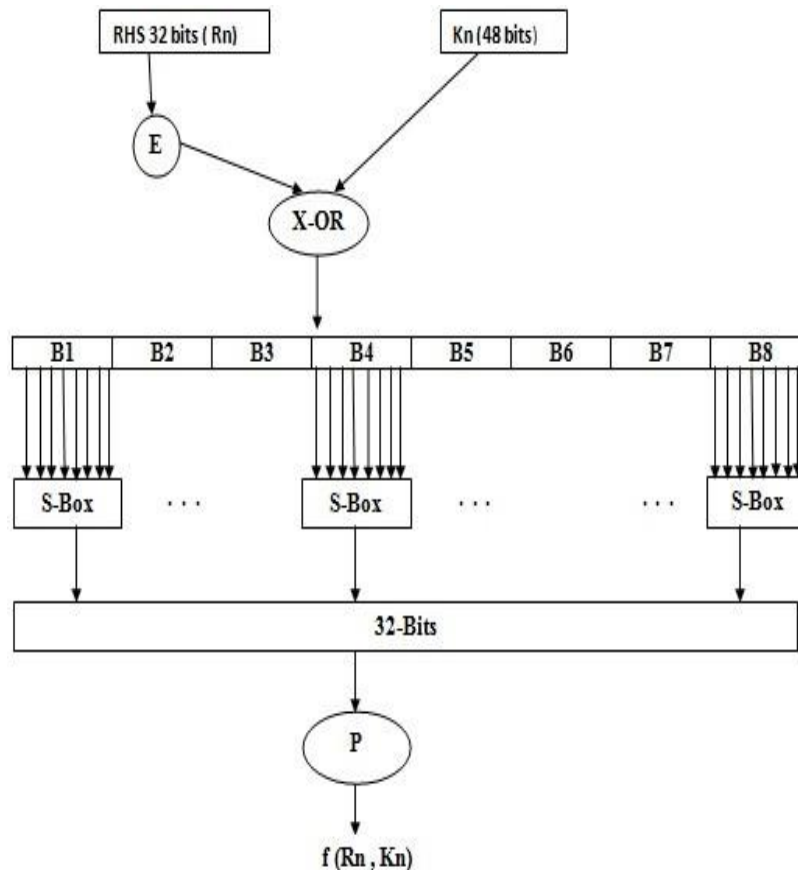 RHS 32 bits ( Rn)
Kn (48 bits)
E
X-OR
B1 B2 B3 B4 B5 B6 B7 B8
S-Box ... S-Box ... ... S-Box
32-Bits
P
f (Rn , Kn)